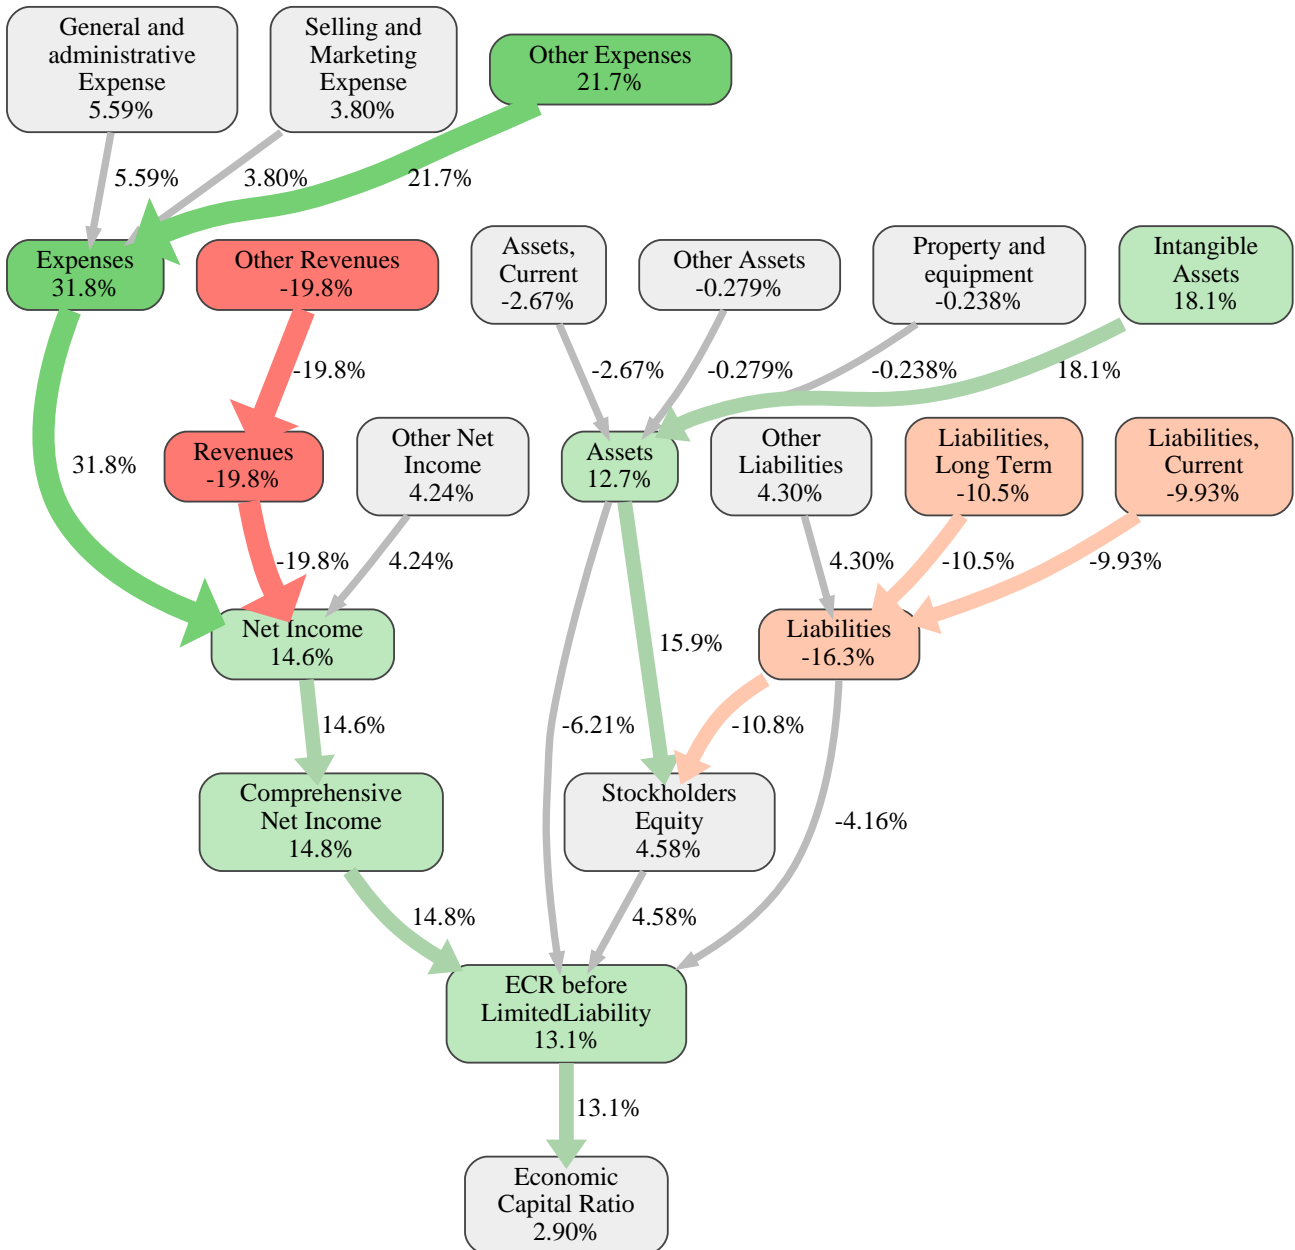 General and
administrative
Expense
5.59%
Selling and
Marketing
Expense
3.80%
Other Expenses
21.7%
5.59%
3.80%
21.7%
Expenses
31.8%
Other Revenues
-19.8%
Assets,
Current
-2.67%
Other Assets
-0.279%
Property and
equipment
-0.238%
Intangible
Assets
18.1%
-19.8%
-2.67%
-0.279%
-0.238%
18.1%
31.8%
Revenues
-19.8%
Other Net
Income
4.24%
Assets
12.7%
Other
Liabilities
4.30%
Liabilities,
Long Term
-10.5%
Liabilities,
Current
-9.93%
-19.8%
4.24%
4.30%
-10.5%
-9.93%
Net Income
14.6%
15.9%
Liabilities
-16.3%
14.6%
-6.21%
-10.8%
Comprehensive
Net Income
14.8%
Stockholders
Equity
4.58%
-4.16%
14.8%
4.58%
ECR before
LimitedLiability
13.1%
13.1%
Economic
Capital Ratio
2.90%